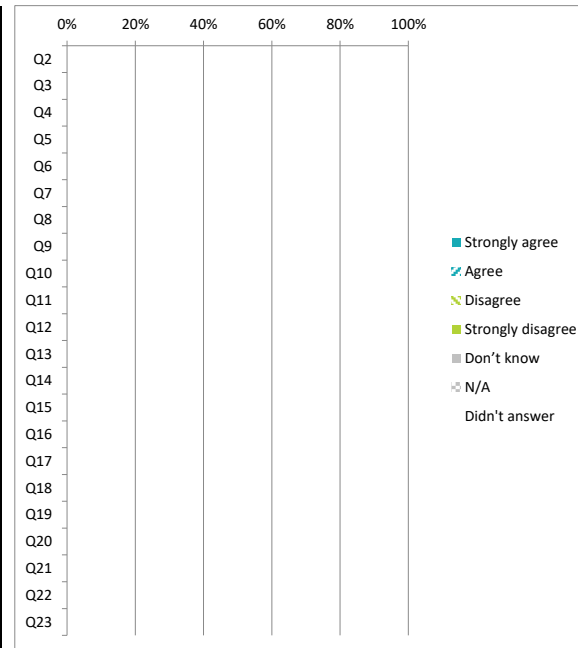 0% 20% 40% 60% 80% 100%
Q2
Q3
Q4
Q5
Q6
Q7
Q8
Q9
Q10
Q11
Q12
Q13
Q14
Q15
Q16
Q17
Q18
Q19
Q20
Q21
Q22
Q23
Strongly agree
Agree
Disagree
Strongly disagree
Don’t know
N/A
Didn't answer